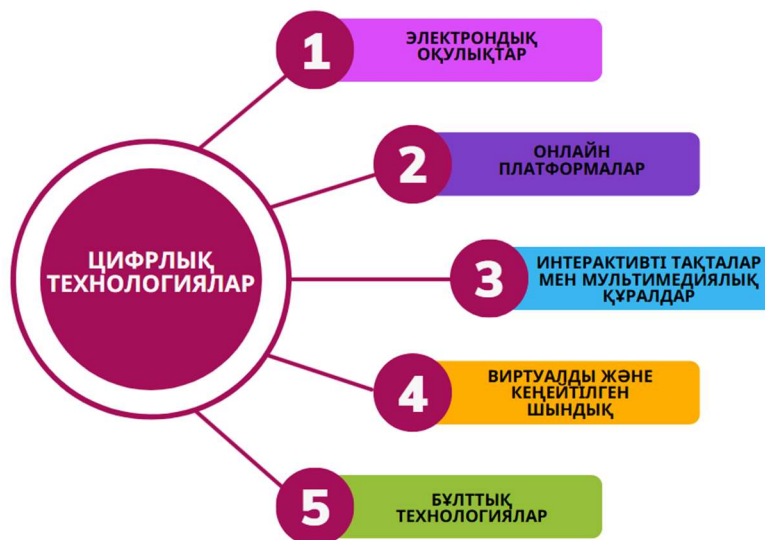 ЦИФРЛЫҚ
ТЕХНОЛОГИЯЛАР
1
ЭЛЕКТРОНДЫҚ
ОҚУЛЫҚТАР
2
ОНЛАЙН
ПЛАТФОРМАЛАР
3
ИНТЕРАКТИВТІ ТАҚТАЛАР
МЕН МУЛЬТИМЕДИЯЛЫҚ
ҚҰРАЛДАР
4
ВИРТУАЛДЫ ЖӘНЕ
КЕҢЕЙТІЛГЕН
ШЫНДЫҚ
5
БҰЛТТЫҚ
ТЕХНОЛОГИЯЛАР